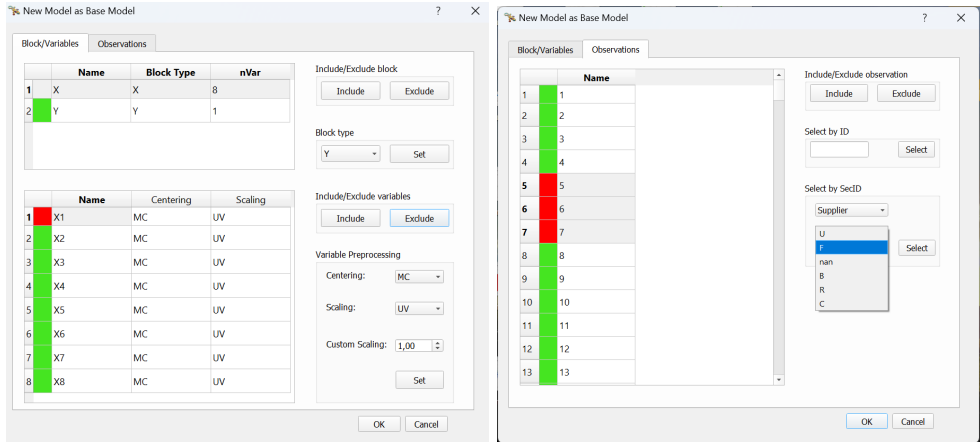 New Model as Base Model ? ×
Block/Variables Observations
Name Block Type nVar
1 X X 8
2 Y Y 1
Include/Exclude block
Include Exclude
Block type
Y Set
Name Centering Scaling
1 X1 MC UV
2 X2 MC UV
3 X3 MC UV
4 X4 MC UV
5 X5 MC UV
6 X6 MC UV
7 X7 MC UV
8 X8 MC UV
Include/Exclude variables
Include Exclude
Variable Preprocessing
Centering: MC
Scaling: UV
Custom Scaling: 1,00
Set
OK Cancel
New Model as Base Model ? ×
Block/Variables Observations
Name
1 1
2 2
3 3
4 4
5 5
6 6
7 7
8 8
9 9
10 10
11 11
12 12
13 13
Include/Exclude observation
Include Exclude
Select by ID
Select
Select by SecID
Supplier
U
F
nan
B
R
C
Select
OK Cancel